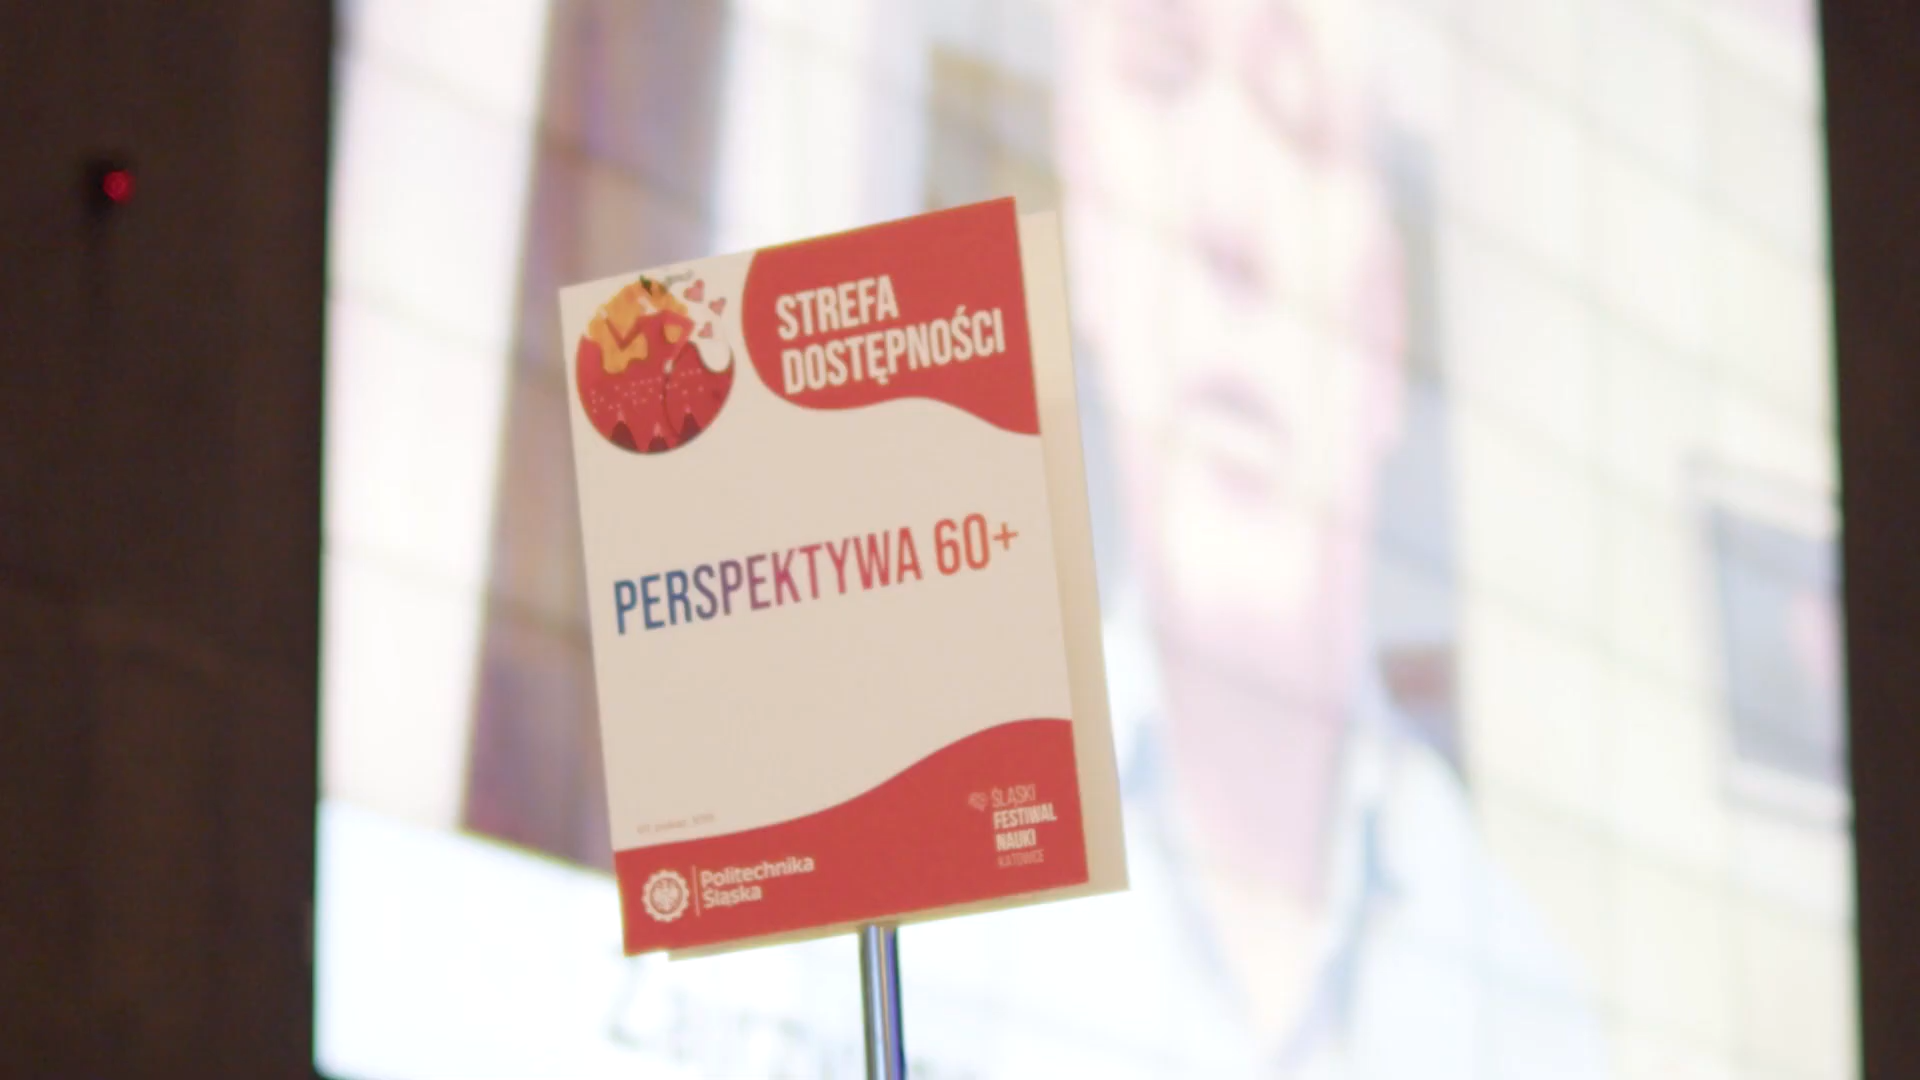 STREFA
DOSTĘPNOŚCI
PERSPEKTYWA 60+
Politechnika
Śląska
ŚLĄSKI
FESTIWAL
NAUKI
KATOWICE